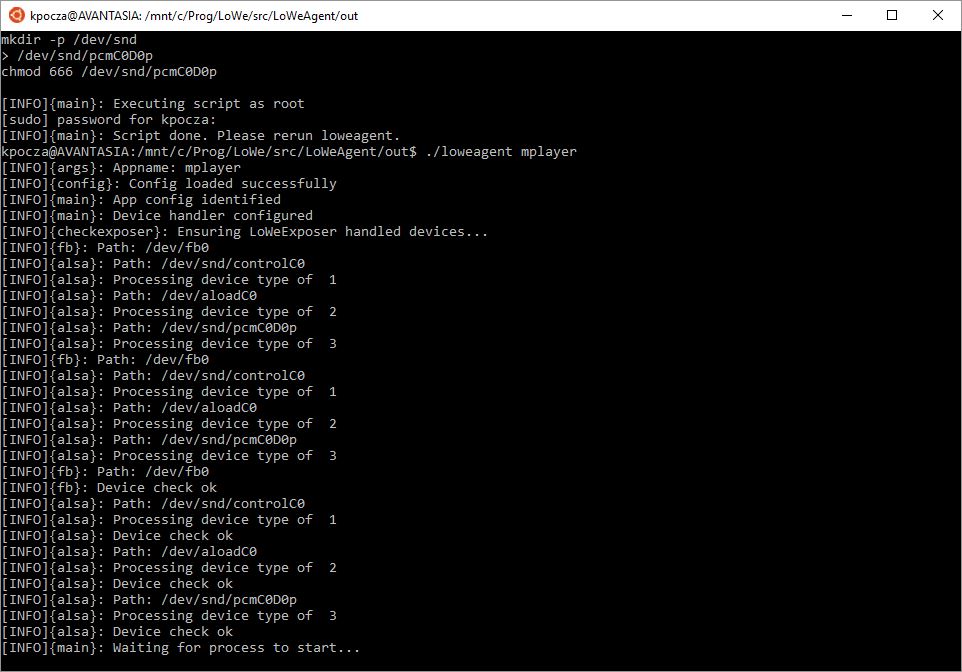 kpocza@AVANTASIA: /mnt/c/Prog/LoWe/src/LoWeAgent/out
mkdir -p /dev/snd
> /dev/snd/pcmC0D0p
chmod 666 /dev/snd/pcmC0D0p
[INFO]{main}: Executing script as root
[sudo] password for kpocza:
[INFO]{main}: Script done. Please rerun loweagent.
kpocza@AVANTASIA:/mnt/c/Prog/LoWe/src/LoWeAgent/out$ ./loweagent mplayer
[INFO]{args}: Appname: mplayer
[INFO]{config}: Config loaded successfully
[INFO]{main}: App config identified
[INFO]{main}: Device handler configured
[INFO]{checkexposer}: Ensuring LoWeExposer handled devices...
[INFO]{fb}: Path: /dev/fb0
[INFO]{alsa}: Path: /dev/snd/controlC0
[INFO]{alsa}: Processing device type of  1
[INFO]{alsa}: Path: /dev/aloadC0
[INFO]{alsa}: Processing device type of  2
[INFO]{alsa}: Path: /dev/snd/pcmC0D0p
[INFO]{alsa}: Processing device type of  3
[INFO]{fb}: Path: /dev/fb0
[INFO]{alsa}: Path: /dev/snd/controlC0
[INFO]{alsa}: Processing device type of  1
[INFO]{alsa}: Path: /dev/aloadC0
[INFO]{alsa}: Processing device type of  2
[INFO]{alsa}: Path: /dev/snd/pcmC0D0p
[INFO]{alsa}: Processing device type of  3
[INFO]{fb}: Path: /dev/fb0
[INFO]{fb}: Device check ok
[INFO]{alsa}: Path: /dev/snd/controlC0
[INFO]{alsa}: Processing device type of  1
[INFO]{alsa}: Device check ok
[INFO]{alsa}: Path: /dev/aloadC0
[INFO]{alsa}: Processing device type of  2
[INFO]{alsa}: Device check ok
[INFO]{alsa}: Path: /dev/snd/pcmC0D0p
[INFO]{alsa}: Processing device type of  3
[INFO]{alsa}: Device check ok
[INFO]{main}: Waiting for process to start...